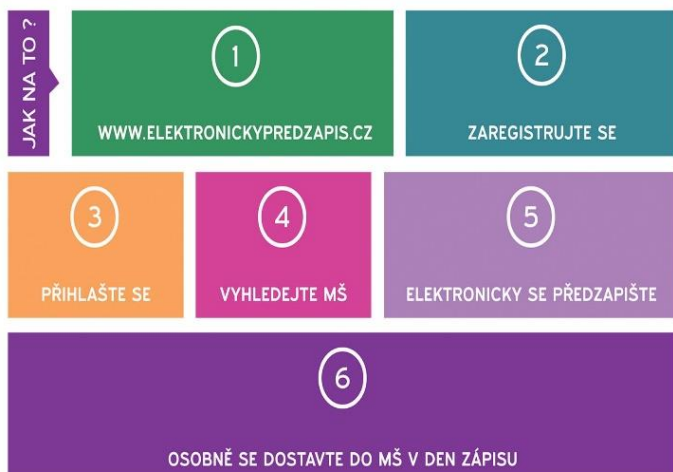 JAK NA TO ?
1
WWW.ELEKTRONICKYPREDZAPIS.CZ
2
ZAREGISTRUJTE SE
3
PŘIHLAŠTE SE
4
VYHLEDEJTE MŠ
5
ELEKTRONICKY SE PŘEDZAPIŠTE
6
OSOBNĚ SE DOSTAVTE DO MŠ V DEN ZÁPISU